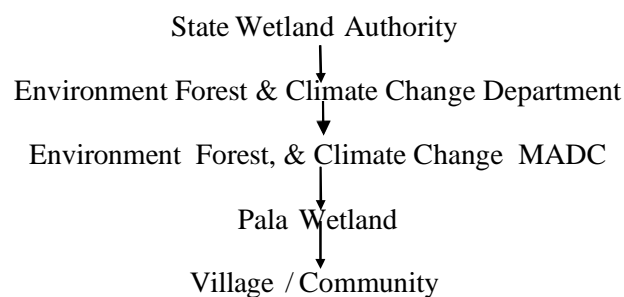 State Wetland Authority
Environment Forest & Climate Change Department
Environment Forest, & Climate Change MADC
Pala Wetland
Village / Community